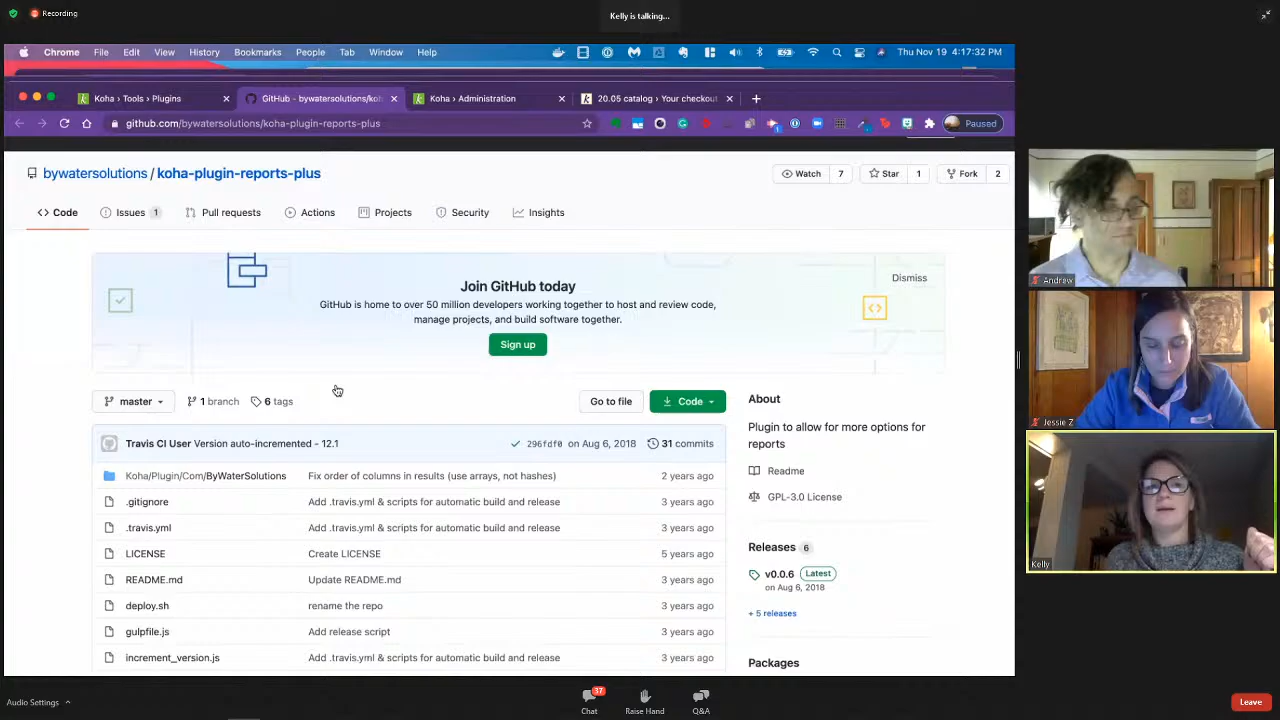 Recording
Kelly is talking...
Chrome File Edit View History Bookmarks People Tab Window Help Thu Nov 19 4:17:32 PM
Koha › Tools › Plugins
GitHub - bywatersolutions/koh
Koha › Administration
20.05 catalog › Your checkout
github.com/bywatersolutions/koha-plugin-reports-plus
Paused
bywatersolutions / koha-plugin-reports-plus
Watch 7 Star 1 Fork 2
Code Issues 1 Pull requests Actions Projects Security Insights
Join GitHub today
Dismiss
GitHub is home to over 50 million developers working together to host and review code,
manage projects, and build software together.
Sign up
master 1 branch 6 tags Go to file Code
Travis CI User Version auto-incremented - 12.1 296fdf0 on Aug 6, 2018 31 commits
Koha/Plugin/Com/ByWaterSolutions Fix order of columns in results (use arrays, not hashes) 2 years ago
.gitignore Add .travis.yml & scripts for automatic build and release 3 years ago
.travis.yml Add .travis.yml & scripts for automatic build and release 3 years ago
LICENSE Create LICENSE 5 years ago
README.md Update README.md 3 years ago
deploy.sh rename the repo 3 years ago
gulpfile.js Add release script 3 years ago
increment_version.js Add .travis.yml & scripts for automatic build and release 3 years ago
About
Plugin to allow for more options for
reports
Readme
GPL-3.0 License
Releases 6
v0.0.6 Latest
on Aug 6, 2018
+ 5 releases
Packages
Andrew
Jessie Z
Kelly
Audio Settings
37
Chat
Raise Hand
Q&A
Leave